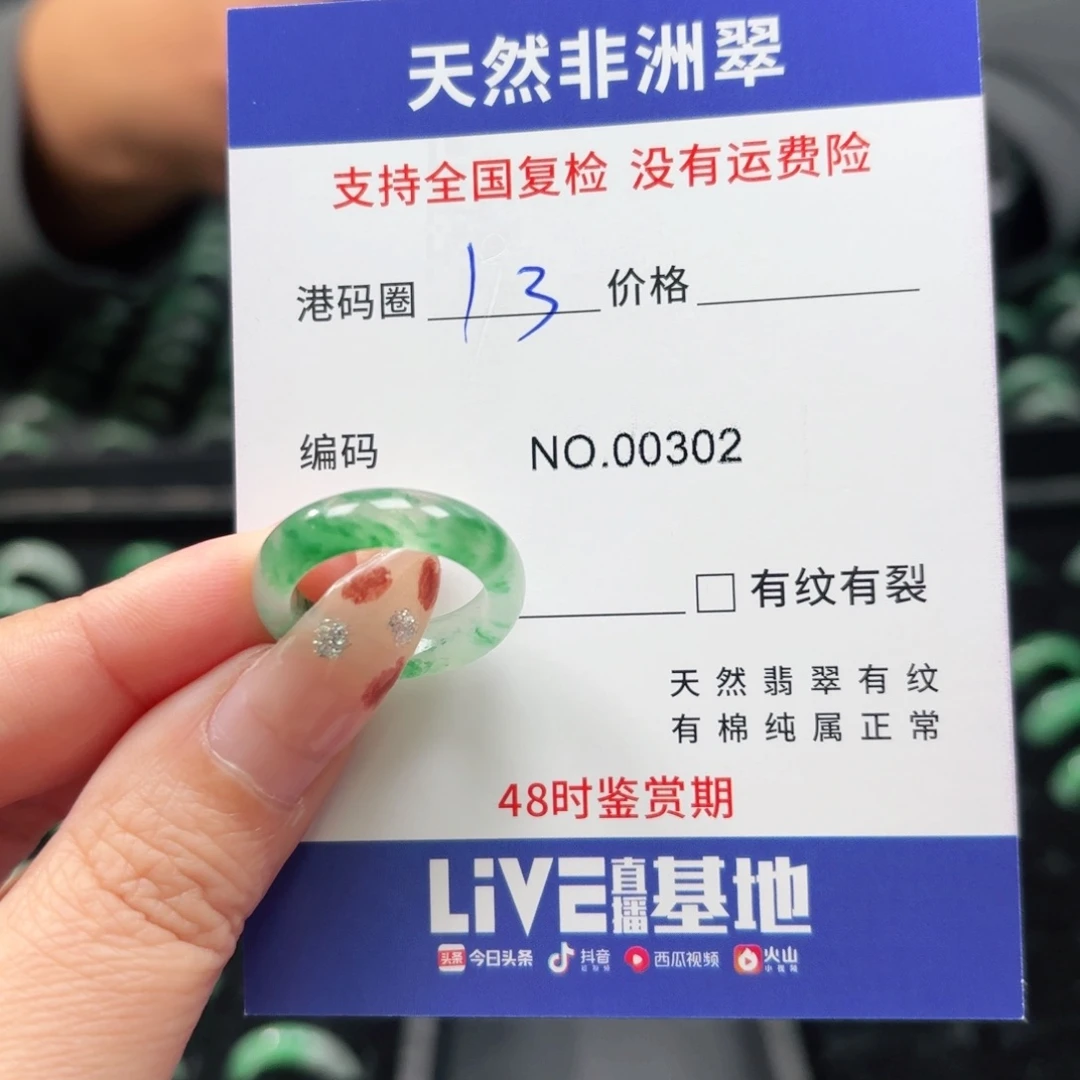 天然非洲翠
支持全国复检 没有运费险
港码圈 13 价格
编码 NO.00302
□ 有纹有裂
天然翡翠有纹
有棉纯属正常
48时鉴赏期
LiVE直播基地
头条 今日头条 抖音 西瓜视频 火山